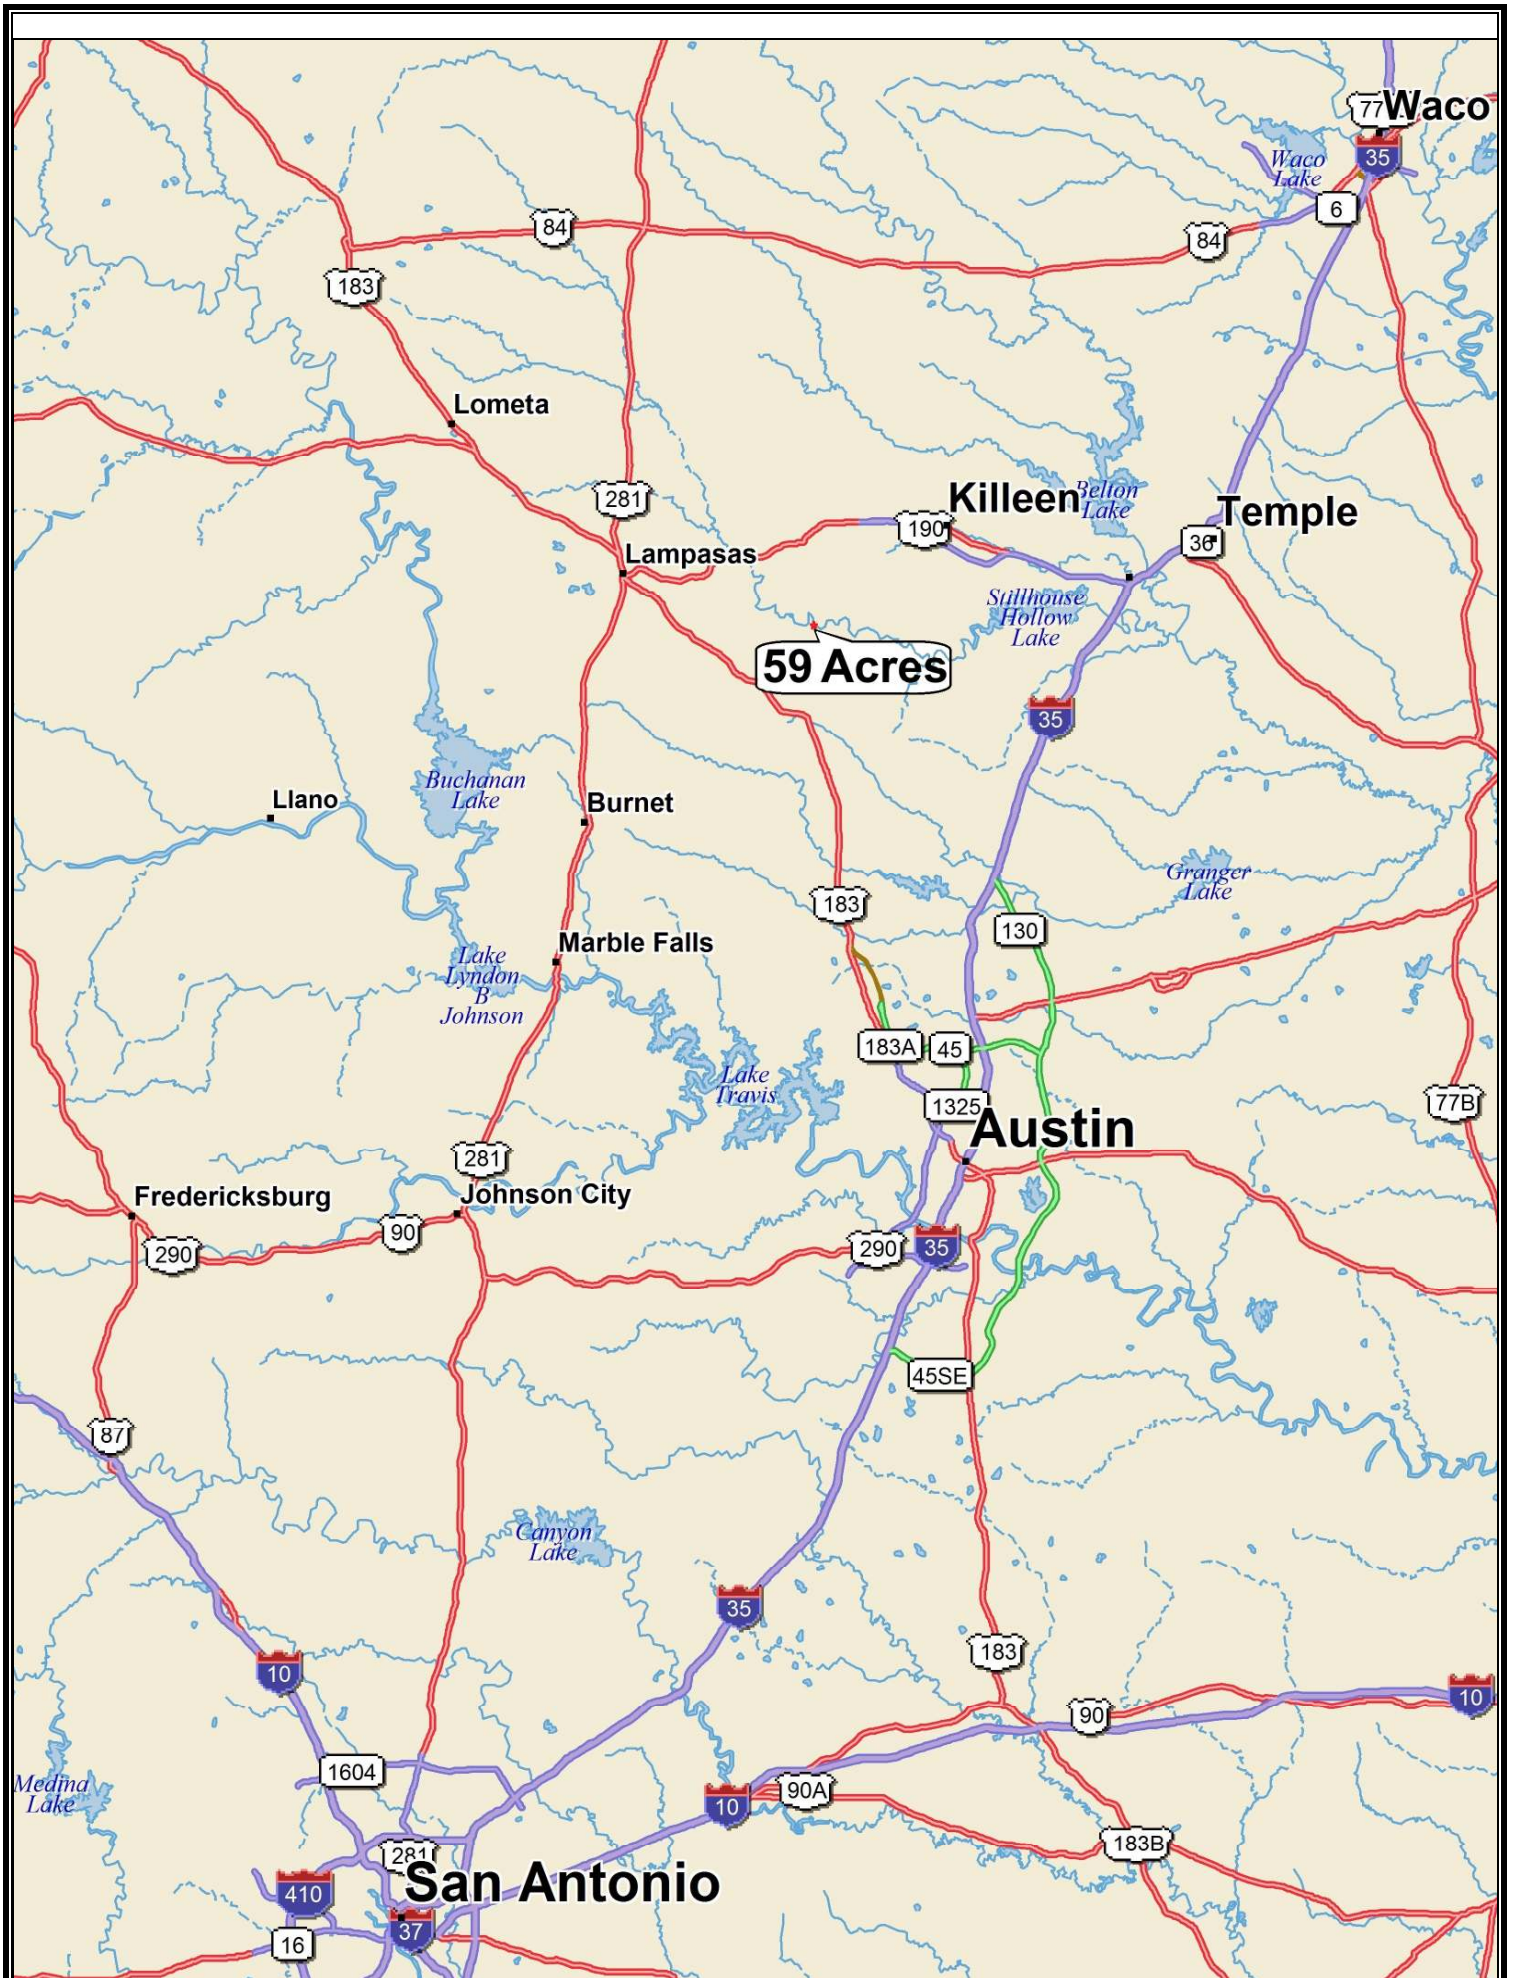 77
Waco
Waco
Lake
35
6
84
84
183
Lometa
281
Killeen
Belton
Lake
190
Temple
36
Lampasas
Stillhouse
Hollow
Lake
59 Acres
35
Buchanan
Lake
Llano
Burnet
Granger
Lake
183
130
Marble Falls
Lake
Lyndon
B
Johnson
183A
45
Lake
Travis
1325
77B
Austin
281
Fredericksburg
Johnson City
90
290
290
35
45SE
87
Canyon
Lake
35
183
10
10
90
1604
Medina
Lake
90A
10
183B
281
San Antonio
410
37
16